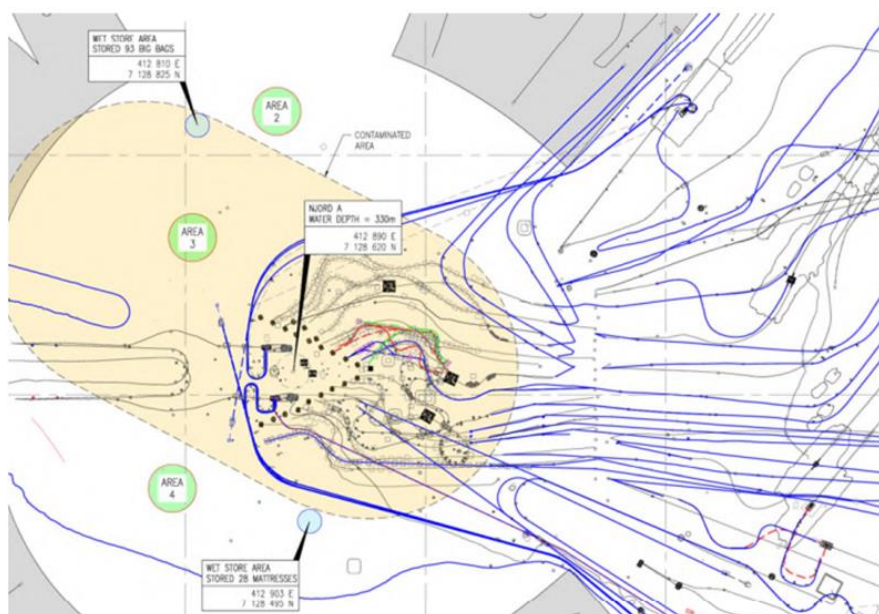 WET STORE AREA
STORED 93 BIG BAGS
412 810 E
7 128 825 N
AREA
2
CONTAMINATED
AREA
NJORD A
WATER DEPTH = 330m
412 890 E
7 128 620 N
AREA
3
AREA
4
WET STORE AREA
STORED 28 MATTRESSES
412 903 E
7 128 495 N